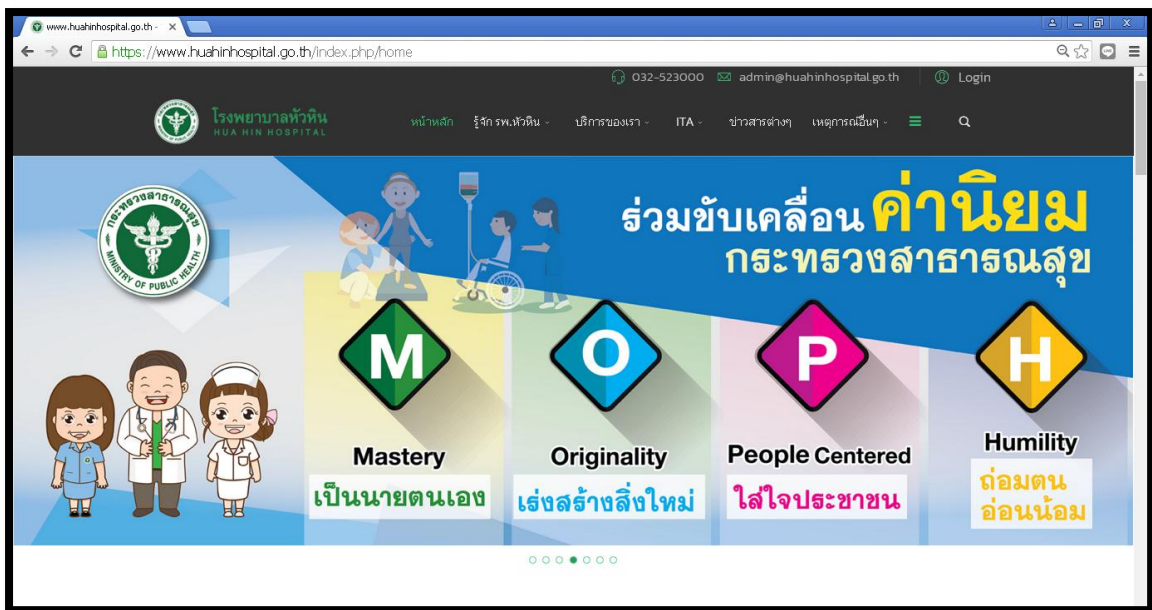 www.huahinhospital.go.th -
https://www.huahinhospital.go.th/index.php/home
032-523000 admin@huahinhospital.go.th Login
โรงพยาบาลหัวหิน
HUA HIN HOSPITAL
หน้าหลัก รู้จัก รพ.หัวหิน บริการของเรา ITA ข่าวสารต่างๆ เหตุการณ์อื่นๆ
กระทรวงสาธารณสุข
MINISTRY OF PUBLIC HEALTH
ร่วมขับเคลื่อน ค่านิยม
กระทรวงสาธารณสุข
M
Mastery
เป็นนายตนเอง
O
Originality
เร่งสร้างสิ่งใหม่
P
People Centered
ใส่ใจประชาชน
H
Humility
ถ่อมตน
อ่อนน้อม